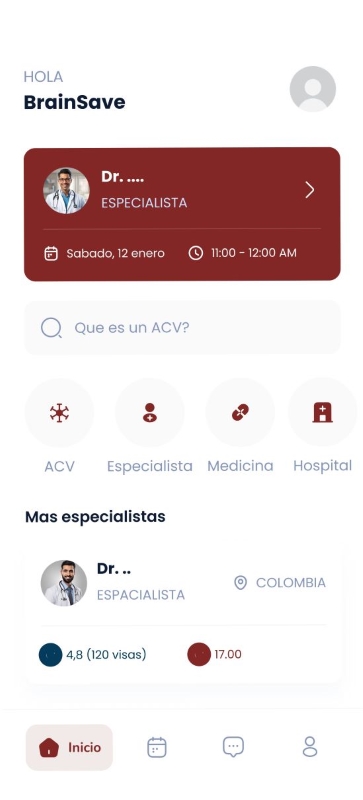 HOLA
BrainSave
Dr. ....
ESPECIALISTA
Sabado, 12 enero
11:00 - 12:00 AM
Que es un ACV?
ACV
Especialista
Medicina
Hospital
Mas especialistas
Dr. ..
ESPACIALISTA
COLOMBIA
4,8 (120 visas)
17.00
Inicio